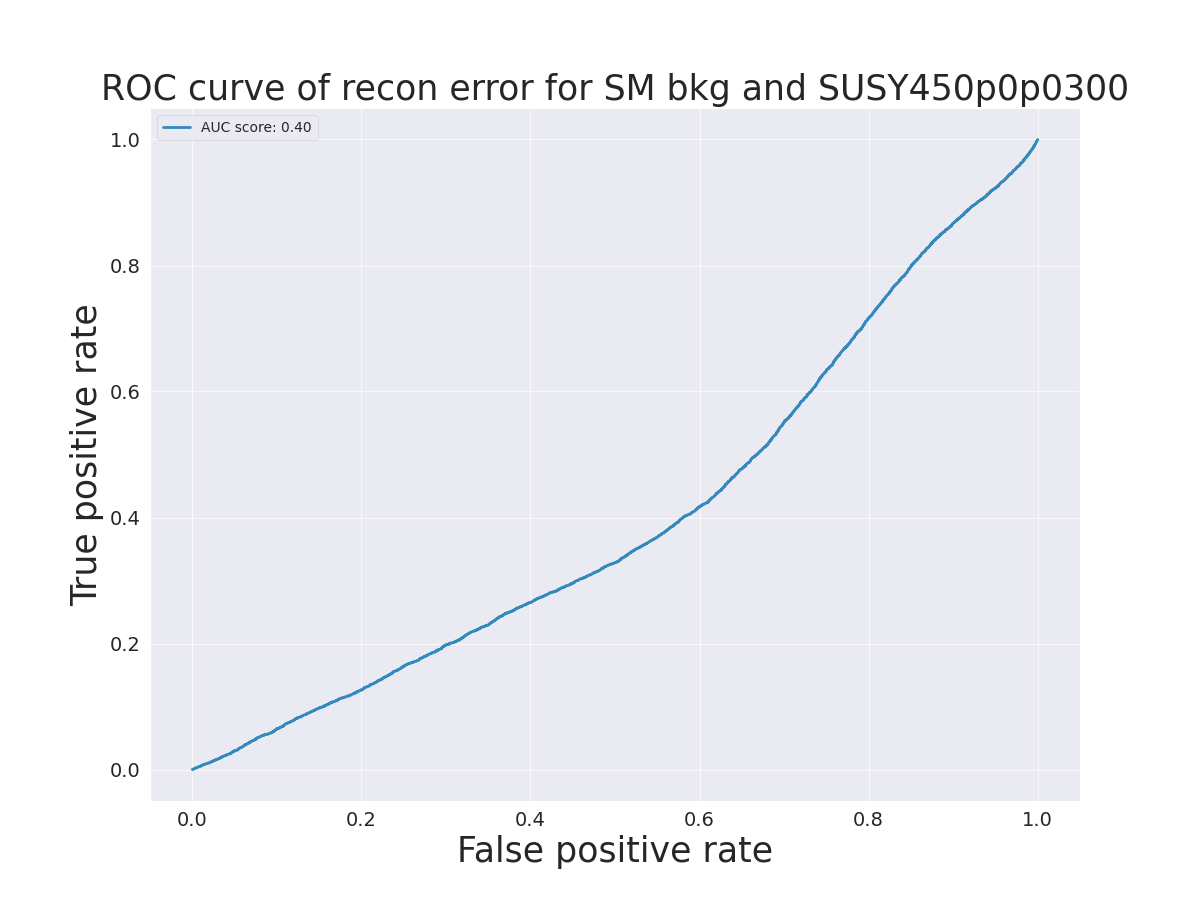 ROC curve of recon error for SM bkg and SUSY450p0p0300
AUC score: 0.40
1.0
0.8
0.6
0.4
0.2
0.0
True positive rate
0.0 0.2 0.4 0.6 0.8 1.0
False positive rate